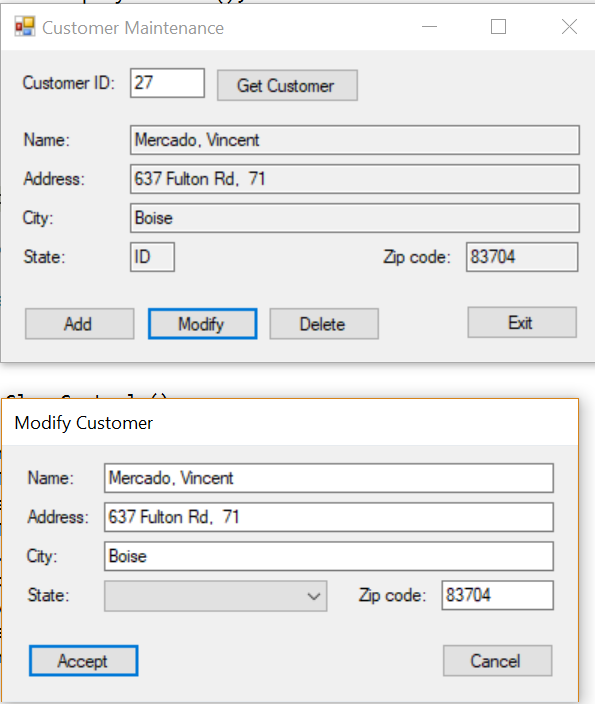 Customer Maintenance
Customer ID: 27 Get Customer
Name: Mercado, Vincent
Address: 637 Fulton Rd, 71
City: Boise
State: ID Zip code: 83704
Add Modify Delete Exit
Modify Customer
Name: Mercado, Vincent
Address: 637 Fulton Rd, 71
City: Boise
State: Zip code: 83704
Accept Cancel